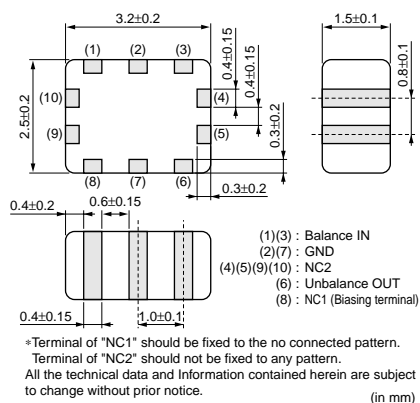 3.2±0.2
1.5±0.1
(1) (2) (3)
0.4±0.15
0.4±0.15
0.8±0.1
2.5±0.2
(10) (4)
(9) (5)
0.3±0.2
(8) (7) (6)
0.3±0.2
0.4±0.2 0.6±0.15
(1)(3) : Balance IN
(2)(7) : GND
(4)(5)(9)(10) : NC2
(6) : Unbalance OUT
(8) : NC1 (Biasing terminal)
0.4±0.15 1.0±0.1
*Terminal of "NC1" should be fixed to the no connected pattern.
Terminal of "NC2" should not be fixed to any pattern.
All the technical data and Information contained herein are subject
to change without prior notice.
(in mm)